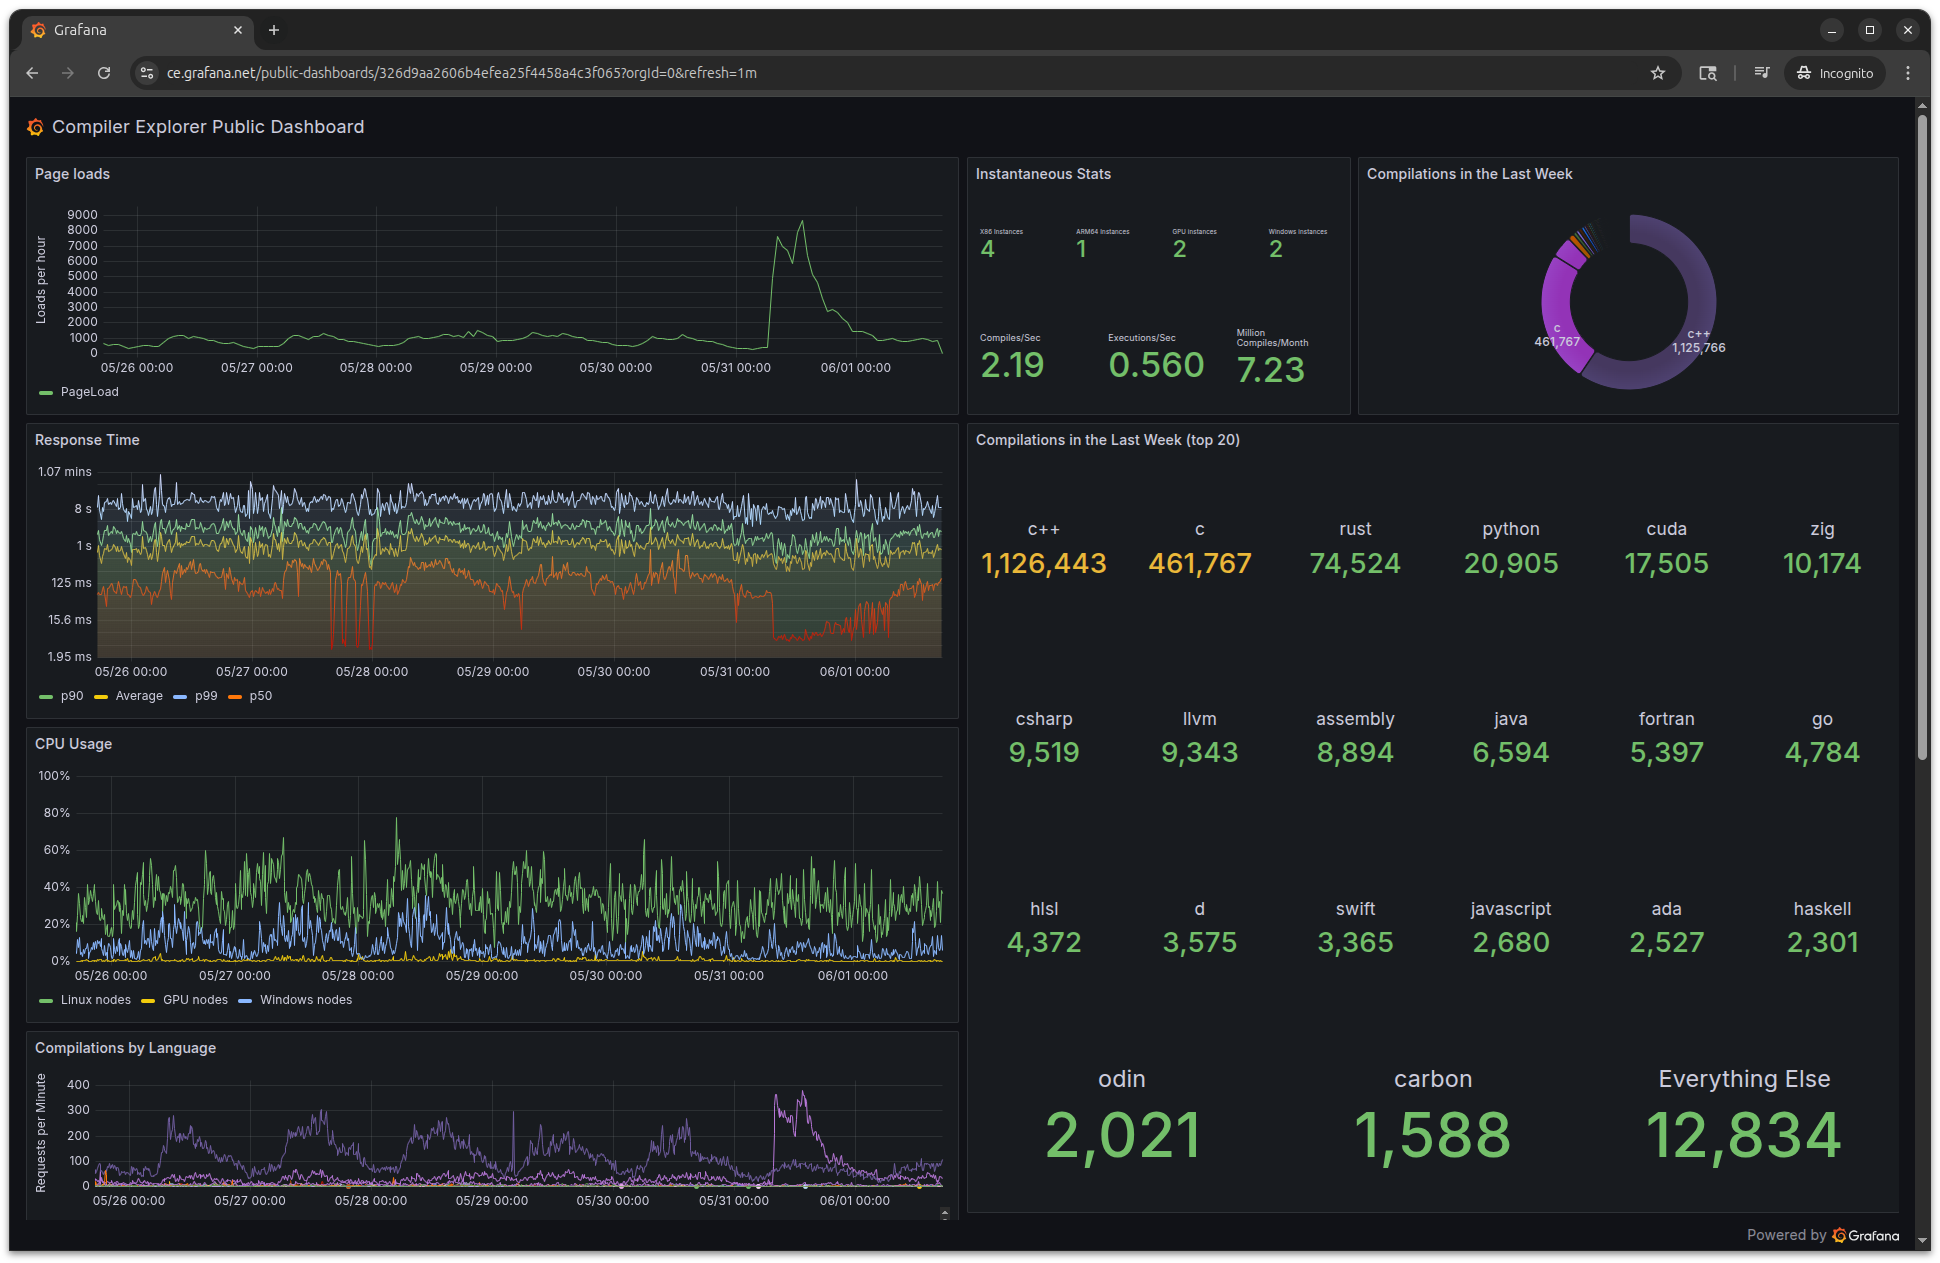 Grafana
ce.grafana.net/public-dashboards/326d9aa2606b4efea25f4458a4c3f065?orgId=0&refresh=1m
Incognito
Compiler Explorer Public Dashboard
Page loads
Loads per hour
9000
8000
7000
6000
5000
4000
3000
2000
1000
0
05/26 00:00 05/27 00:00 05/28 00:00 05/29 00:00 05/30 00:00 05/31 00:00 06/01 00:00
PageLoad
Instantaneous Stats
X86 Instances ARM64 Instances GPU instances Windows instances
4 1 2 2
Compiles/Sec Executions/Sec Million Compiles/Month
2.19 0.560 7.23
Compilations in the Last Week
c
461,767
c++
1,125,766
Response Time
1.07 mins
8 s
1 s
125 ms
15.6 ms
1.95 ms
05/26 00:00 05/27 00:00 05/28 00:00 05/29 00:00 05/30 00:00 05/31 00:00 06/01 00:00
p90 Average p99 p50
CPU Usage
100%
80%
60%
40%
20%
0%
05/26 00:00 05/27 00:00 05/28 00:00 05/29 00:00 05/30 00:00 05/31 00:00 06/01 00:00
Linux nodes GPU nodes Windows nodes
Compilations by Language
Requests per Minute
400
300
200
100
0
05/26 00:00 05/27 00:00 05/28 00:00 05/29 00:00 05/30 00:00 05/31 00:00 06/01 00:00
Compilations in the Last Week (top 20)
c++ c rust python cuda zig
1,126,443 461,767 74,524 20,905 17,505 10,174
csharp llvm assembly java fortran go
9,519 9,343 8,894 6,594 5,397 4,784
hlsl d swift javascript ada haskell
4,372 3,575 3,365 2,680 2,527 2,301
odin carbon Everything Else
2,021 1,588 12,834
Powered by Grafana